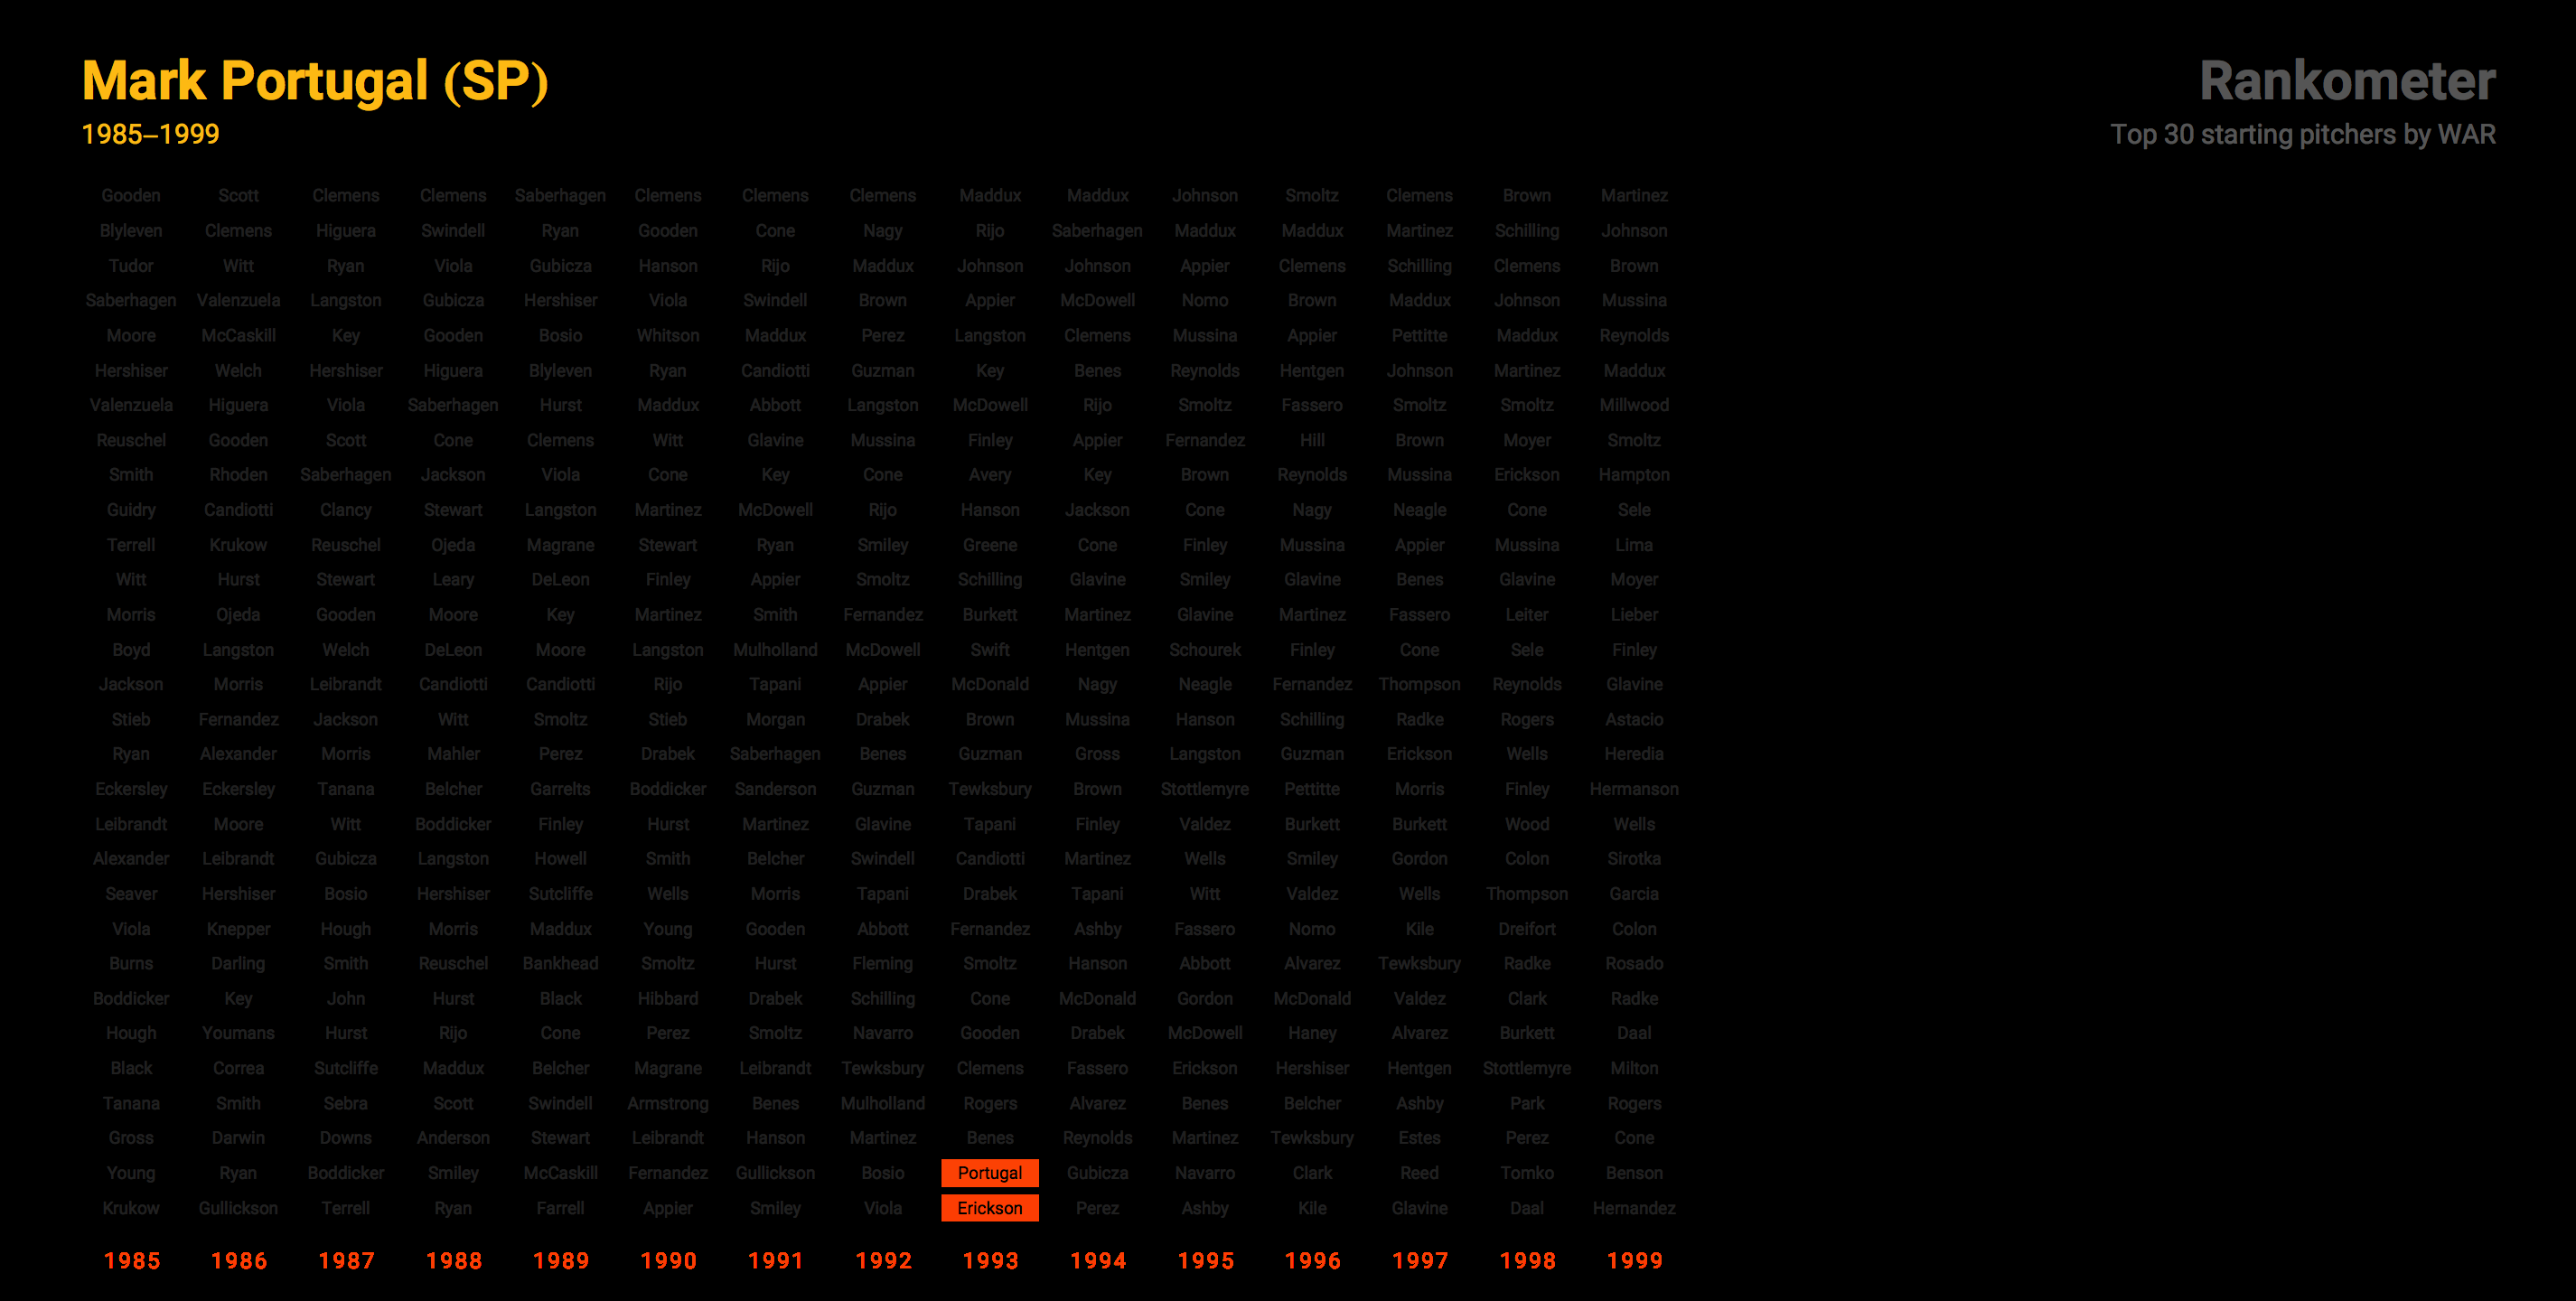 Mark Portugal (SP)
1985–1999
Rankometer
Top 30 starting pitchers by WAR
Gooden Scott Clemens Clemens Saberhagen Clemens Clemens Clemens Maddux Maddux Johnson Smoltz Clemens Brown Martinez
Blyleven Clemens Higuera Swindell Ryan Gooden Cone Nagy Rijo Saberhagen Maddux Maddux Martinez Schilling Johnson
Tudor Witt Ryan Viola Gubicza Hanson Rijo Maddux Johnson Johnson Appier Clemens Schilling Clemens Brown
Saberhagen Valenzuela Langston Gubicza Hershiser Viola Swindell Brown Appier McDowell Nomo Brown Maddux Johnson Mussina
Moore McCaskill Key Gooden Bosio Whitson Maddux Perez Langston Clemens Mussina Appier Pettitte Maddux Reynolds
Hershiser Welch Hershiser Higuera Blyleven Ryan Candiotti Guzman Key Benes Reynolds Hentgen Johnson Martinez Maddux
Valenzuela Higuera Viola Saberhagen Hurst Maddux Abbott Langston McDowell Rijo Smoltz Fassero Smoltz Smoltz Millwood
Reuschel Gooden Scott Cone Clemens Witt Glavine Mussina Finley Appier Fernandez Hill Brown Moyer Smoltz
Smith Rhoden Saberhagen Jackson Viola Cone Key Cone Avery Key Brown Reynolds Mussina Erickson Hampton
Guidry Candiotti Clancy Stewart Langston Martinez McDowell Rijo Hanson Jackson Cone Nagy Neagle Cone Sele
Terrell Krukow Reuschel Ojeda Magrane Stewart Ryan Smiley Greene Cone Finley Mussina Appier Mussina Lima
Witt Hurst Stewart Leary DeLeon Finley Appier Smoltz Schilling Glavine Smiley Glavine Benes Glavine Moyer
Morris Ojeda Gooden Moore Key Martinez Smith Fernandez Burkett Martinez Glavine Martinez Fassero Leiter Lieber
Boyd Langston Welch DeLeon Moore Langston Mulholland McDowell Swift Hentgen Schourek Finley Cone Sele Finley
Jackson Morris Leibrandt Candiotti Candiotti Rijo Tapani Appier McDonald Nagy Neagle Fernandez Thompson Reynolds Glavine
Stieb Fernandez Jackson Witt Smoltz Stieb Morgan Drabek Brown Mussina Hanson Schilling Radke Rogers Astacio
Ryan Alexander Morris Mahler Perez Drabek Saberhagen Benes Guzman Gross Langston Guzman Erickson Wells Heredia
Eckersley Eckersley Tanana Belcher Garrelts Boddicker Sanderson Guzman Tewksbury Brown Stottlemyre Pettitte Morris Finley Hermanson
Leibrandt Moore Witt Boddicker Finley Hurst Martinez Glavine Tapani Finley Valdez Burkett Burkett Wood Wells
Alexander Leibrandt Gubicza Langston Howell Smith Belcher Swindell Candiotti Martinez Wells Smiley Gordon Colon Sirotka
Seaver Hershiser Bosio Hershiser Sutcliffe Wells Morris Tapani Drabek Tapani Witt Valdez Wells Thompson Garcia
Viola Knepper Hough Morris Maddux Young Gooden Abbott Fernandez Ashby Fassero Nomo Kile Dreifort Colon
Burns Darling Smith Reuschel Bankhead Smoltz Hurst Fleming Smoltz Hanson Abbott Alvarez Tewksbury Radke Rosado
Boddicker Key John Hurst Black Hibbard Drabek Schilling Cone McDonald Gordon McDonald Valdez Clark Radke
Hough Youmans Hurst Rijo Cone Perez Smoltz Navarro Gooden Drabek McDowell Haney Alvarez Burkett Daal
Black Correa Sutcliffe Maddux Belcher Magrane Leibrandt Tewksbury Clemens Fassero Erickson Hershiser Hentgen Stottlemyre Milton
Tanana Smith Sebra Scott Swindell Armstrong Benes Mulholland Rogers Alvarez Benes Belcher Ashby Park Rogers
Gross Darwin Downs Anderson Stewart Leibrandt Hanson Martinez Benes Reynolds Martinez Tewksbury Estes Perez Cone
Young Ryan Boddicker Smiley McCaskill Fernandez Gullickson Bosio Portugal Gubicza Navarro Clark Reed Tomko Benson
Krukow Gullickson Terrell Ryan Farrell Appier Smiley Viola Erickson Perez Ashby Kile Glavine Daal Hernandez
1985 1986 1987 1988 1989 1990 1991 1992 1993 1994 1995 1996 1997 1998 1999